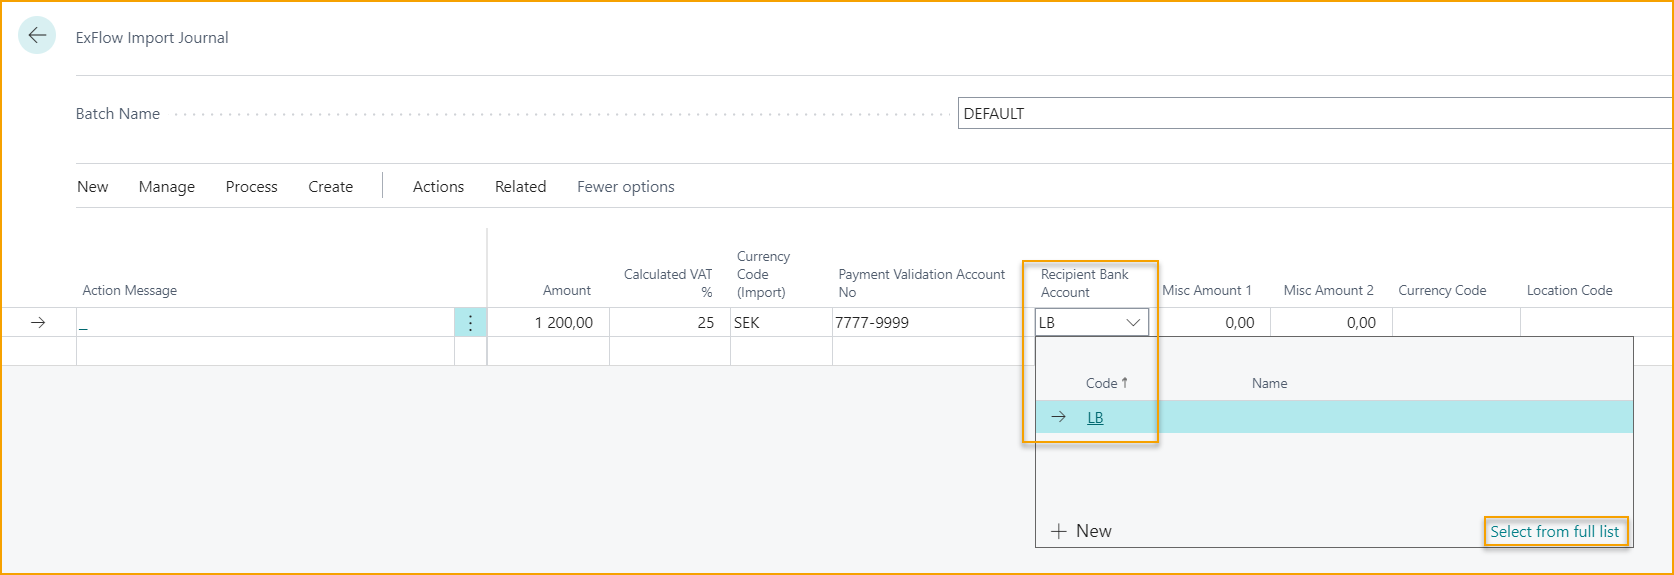 ExFlow Import Journal
Batch Name
DEFAULT
New Manage Process Create Actions Related Fewer options
Action Message
Amount
Calculated VAT
%
Currency
Code
(Import)
Payment Validation Account
No
Recipient Bank
Account
Misc Amount 1
Misc Amount 2
Currency Code
Location Code
_ 1 200,00 25 SEK 7777-9999 LB 0,00 0,00
Code ↑ Name
LB
+ New
Select from full list